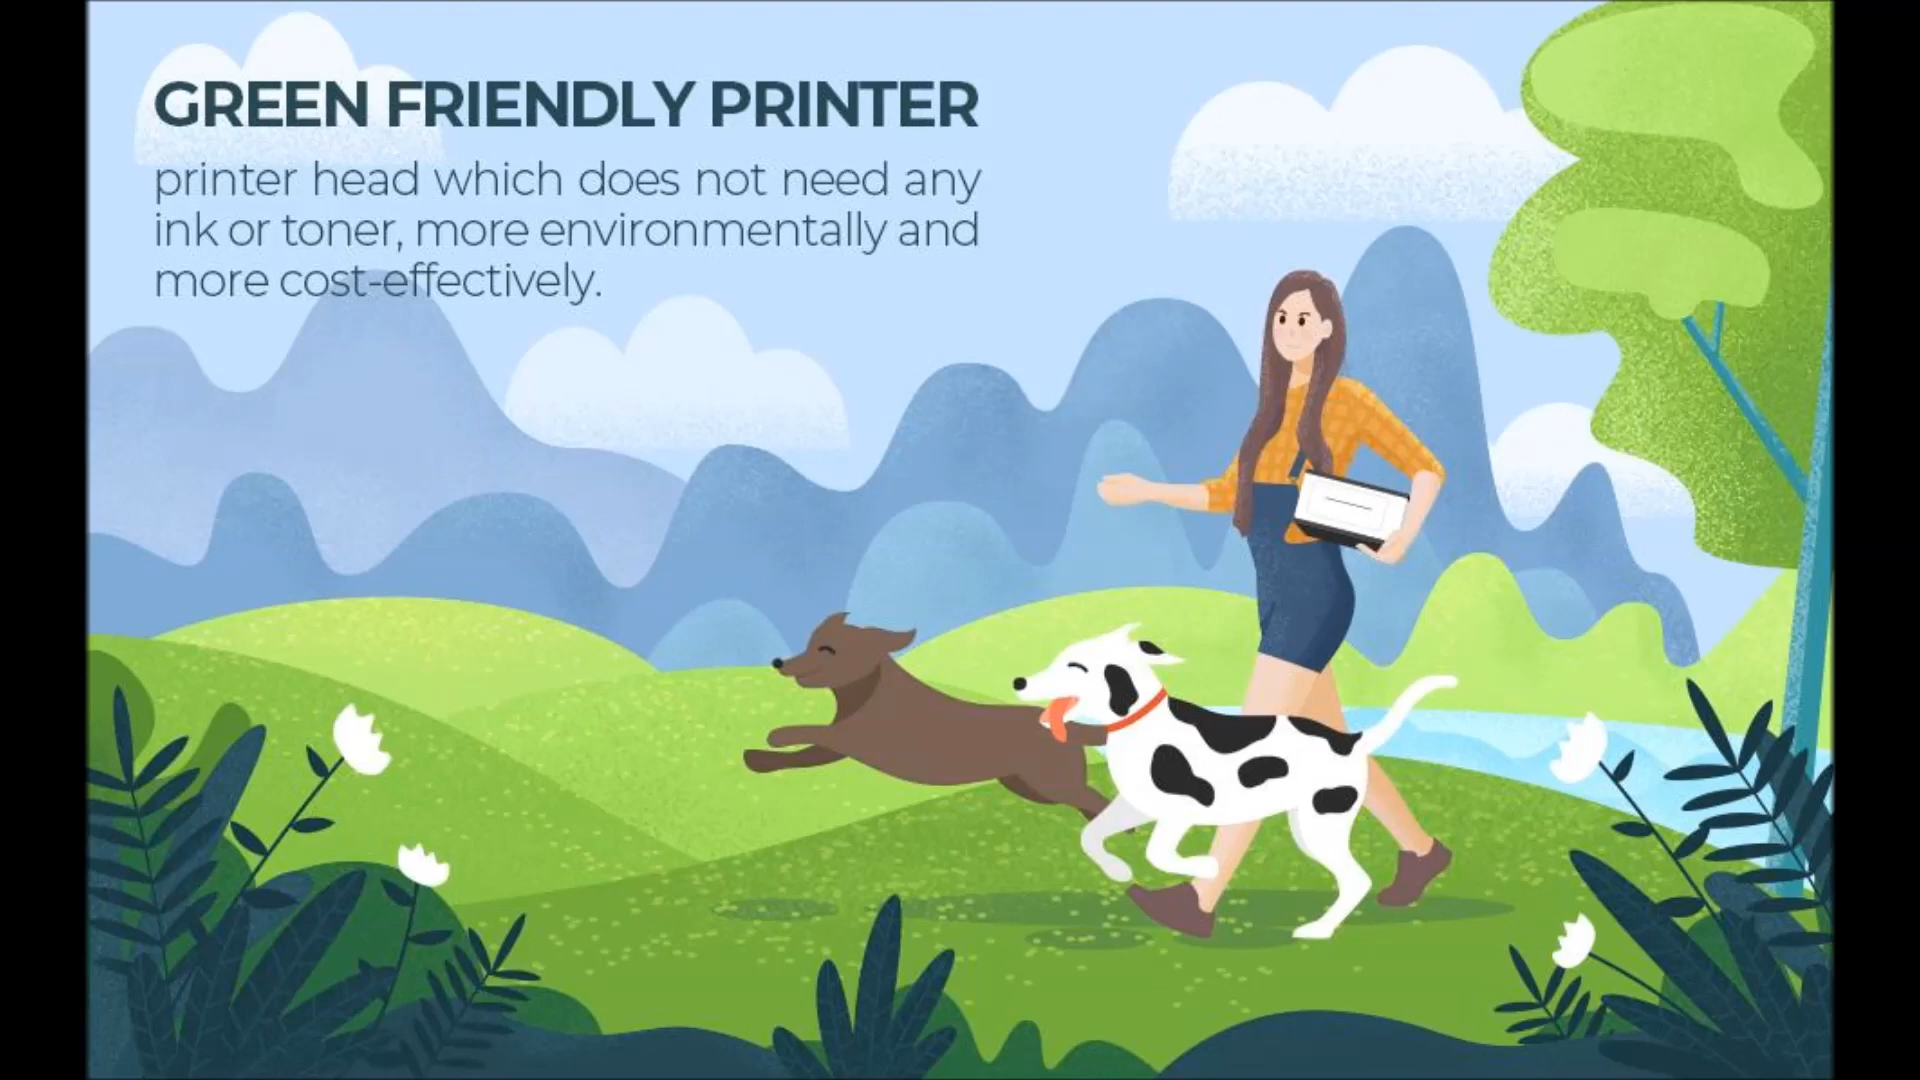 GREEN FRIENDLY PRINTER
printer head which does not need any
ink or toner, more environmentally and
more cost-effectively.